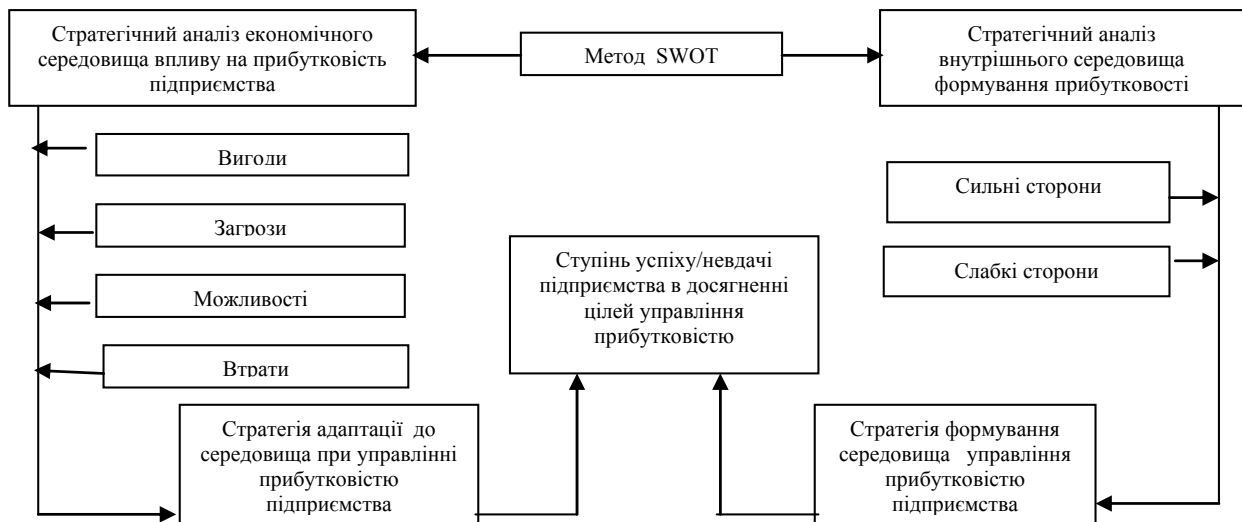 Стратегічний аналіз економічного
середовища впливу на прибутковість
підприємства
Метод SWOT
Стратегічний аналіз
внутрішнього середовища
формування прибутковості
Вигоди
Загрози
Можливості
Втрати
Сильні сторони
Слабкі сторони
Ступінь успіху/невдачі
підприємства в досягненні
цілей управління
прибутковістю
Стратегія адаптації до
середовища при управлінні
прибутковістю
підприємства
Стратегія формування
середовища управління
прибутковістю
підприємства